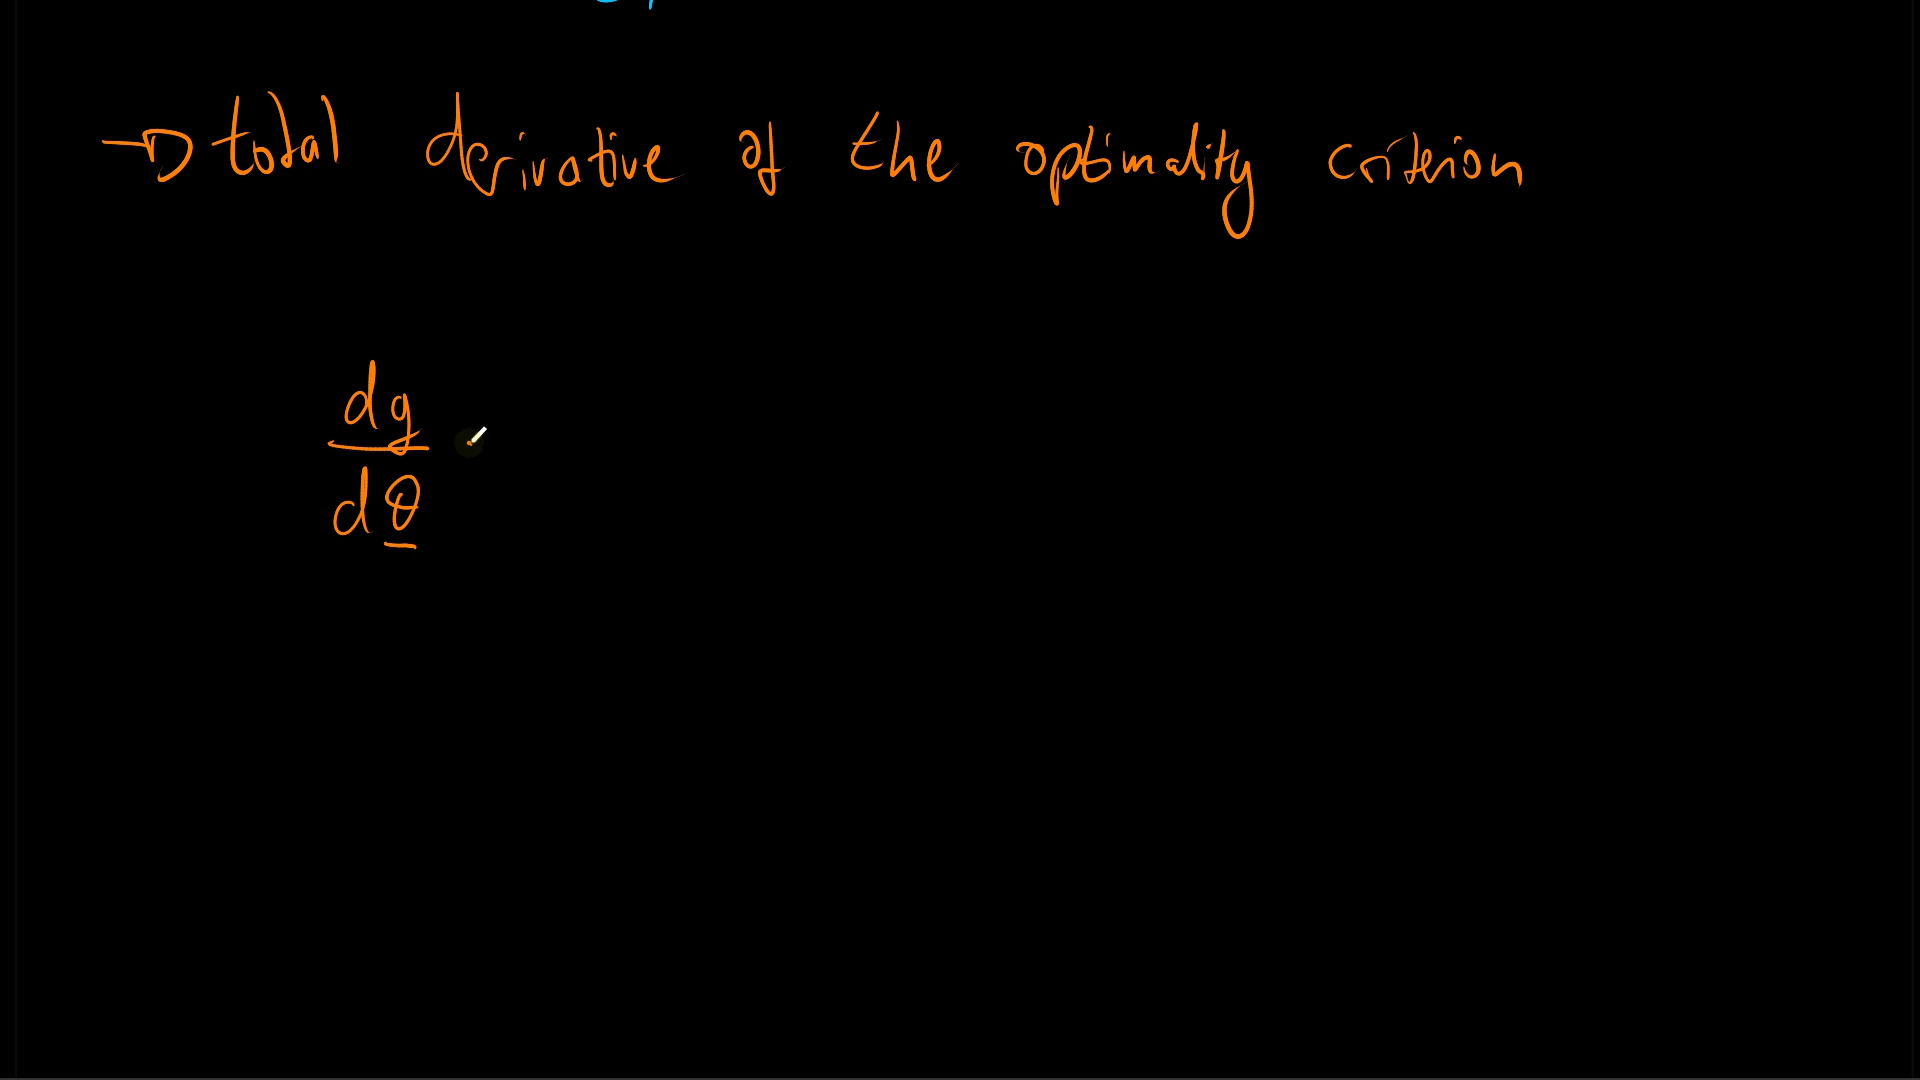 → total derivative of the optimality criterion
dg
dθ